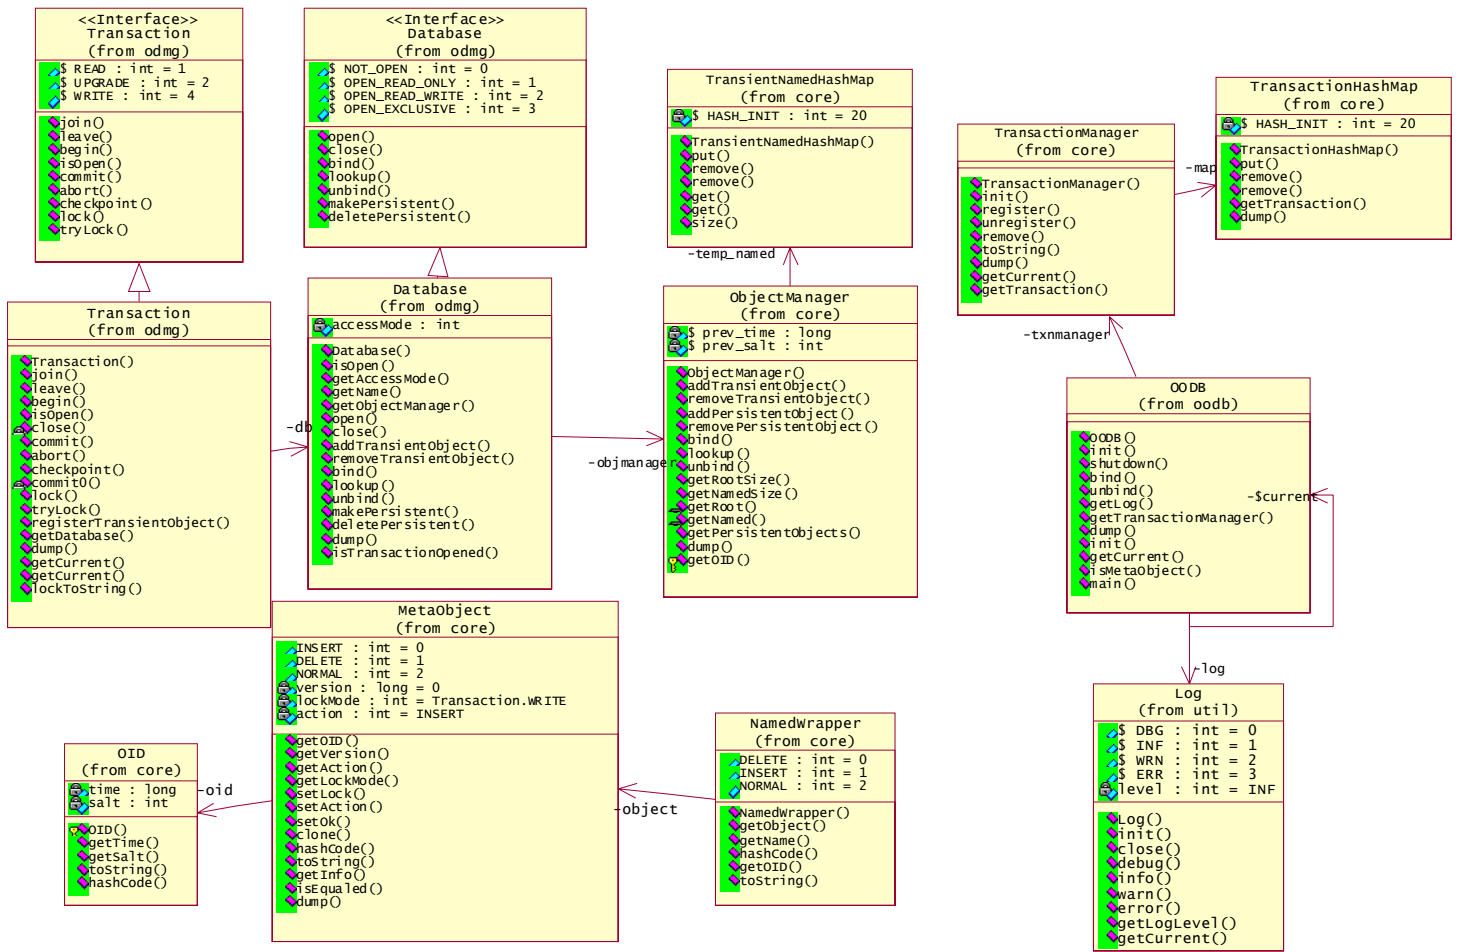 <<Interface>>
Transaction
(from odmg)
$ READ : int = 1
$ UPGRADE : int = 2
$ WRITE : int = 4
join()
leave()
begin()
isOpen()
commit()
abort()
checkpoint()
lock()
tryLock()
<<Interface>>
Database
(from odmg)
$ NOT_OPEN : int = 0
$ OPEN_READ_ONLY : int = 1
$ OPEN_READ_WRITE : int = 2
$ OPEN_EXCLUSIVE : int = 3
open()
close()
bind()
lookup()
unbind()
makePersistent()
deletePersistent()
TransientNamedHashMap
(from core)
$ HASH_INIT : int = 20
TransientNamedHashMap()
put()
remove()
remove()
get()
get()
size()
-temp_named
TransactionManager
(from core)
TransactionManager()
init()
register()
unregister()
remove()
toString()
dump()
getCurrent()
getTransaction()
-map
TransactionHashMap
(from core)
$ HASH_INIT : int = 20
TransactionHashMap()
put()
remove()
remove()
getTransaction()
dump()
-txnmanager
Transaction
(from odmg)
Transaction()
join()
leave()
begin()
isOpen()
close()
commit()
abort()
checkpoint()
commit0()
lock()
tryLock()
registerTransientObject()
getDatabase()
dump()
getCurrent()
getCurrent()
lockToString()
-db
Database
(from odmg)
accessMode : int
Database()
isOpen()
getAccessMode()
getName()
getObjectManager()
open()
close()
addTransientObject()
removeTransientObject()
bind()
lookup()
unbind()
makePersistent()
deletePersistent()
dump()
isTransactionOpened()
-objmanager
ObjectManager
(from core)
$ prev_time : long
$ prev_salt : int
ObjectManager()
addTransientObject()
removeTransientObject()
addPersistentObject()
removePersistentObject()
bind()
lookup()
unbind()
getRootSize()
getNamedSize()
getRoot()
getNamed()
getPersistentObjects()
dump()
getOID()
OODB
(from oodb)
OODB()
init()
shutdown()
bind()
unbind()
getLog()
getTransactionManager()
dump()
init()
getCurrent()
isMetaObject()
main()
-$current
-log
OID
(from core)
time : long
salt : int
OID()
getTime()
getSalt()
toString()
hashCode()
-oid
MetaObject
(from core)
INSERT : int = 0
DELETE : int = 1
NORMAL : int = 2
version : long = 0
lockMode : int = Transaction.WRITE
action : int = INSERT
getOID()
getVersion()
getAction()
getLockMode()
setLock()
setAction()
setOk()
clone()
hashCode()
toString()
getInfo()
isEqualed()
dump()
-object
NamedWrapper
(from core)
DELETE : int = 0
INSERT : int = 1
NORMAL : int = 2
NamedWrapper()
getObject()
getName()
hashCode()
getOID()
toString()
Log
(from util)
$ DBG : int = 0
$ INF : int = 1
$ WRN : int = 2
$ ERR : int = 3
level : int = INF
Log()
init()
close()
debug()
info()
warn()
error()
getLogLevel()
getCurrent()